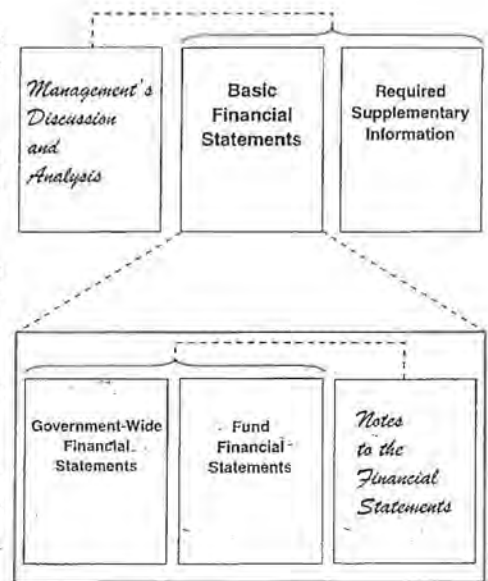 Management's
Discussion
and
Analysis
Basic
Financial
Statements
Required
Supplementary
Information
Government-Wide
Financial
Statements
Fund
Financial
Statements
Notes
to the
Financial
Statements